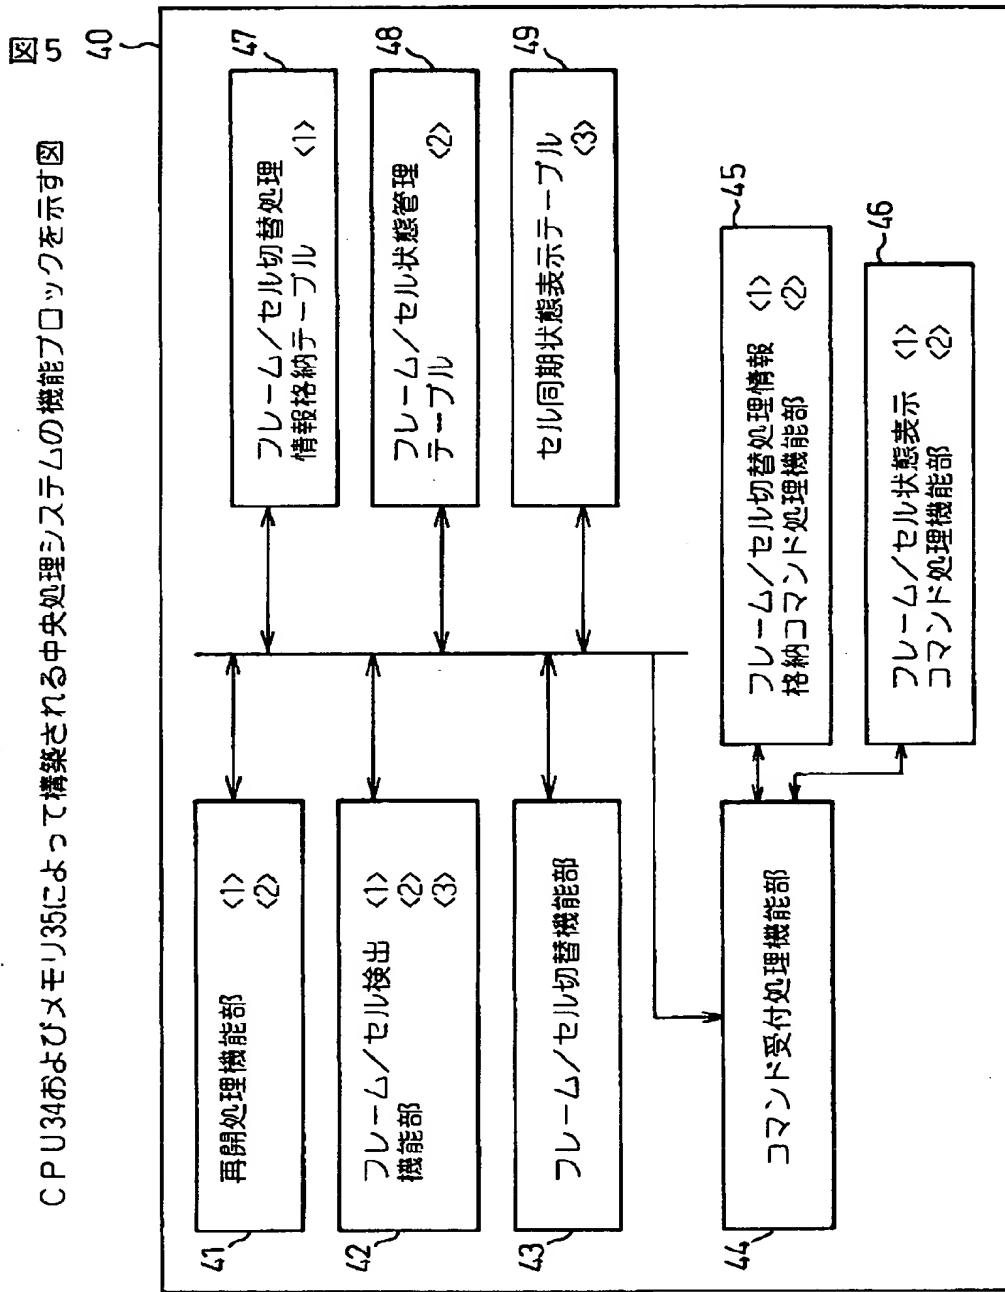 図5
CPU34およびメモリ35によって構築される中央処理システムの機能ブロックを示す図
40
41
再開処理機能部 <1>
<2>
42
フレーム/セル検出 <1>
機能部 <2>
<3>
43
フレーム/セル切替機能部
44
コマンド受付処理機能部
47
フレーム/セル切替処理
情報格納テーブル <1>
48
フレーム/セル状態管理
テーブル <2>
49
セル同期状態表示テーブル
<3>
45
フレーム/セル切替処理情報 <1>
格納コマンド処理機能部 <2>
46
フレーム/セル状態表示 <1>
コマンド処理機能部 <2>